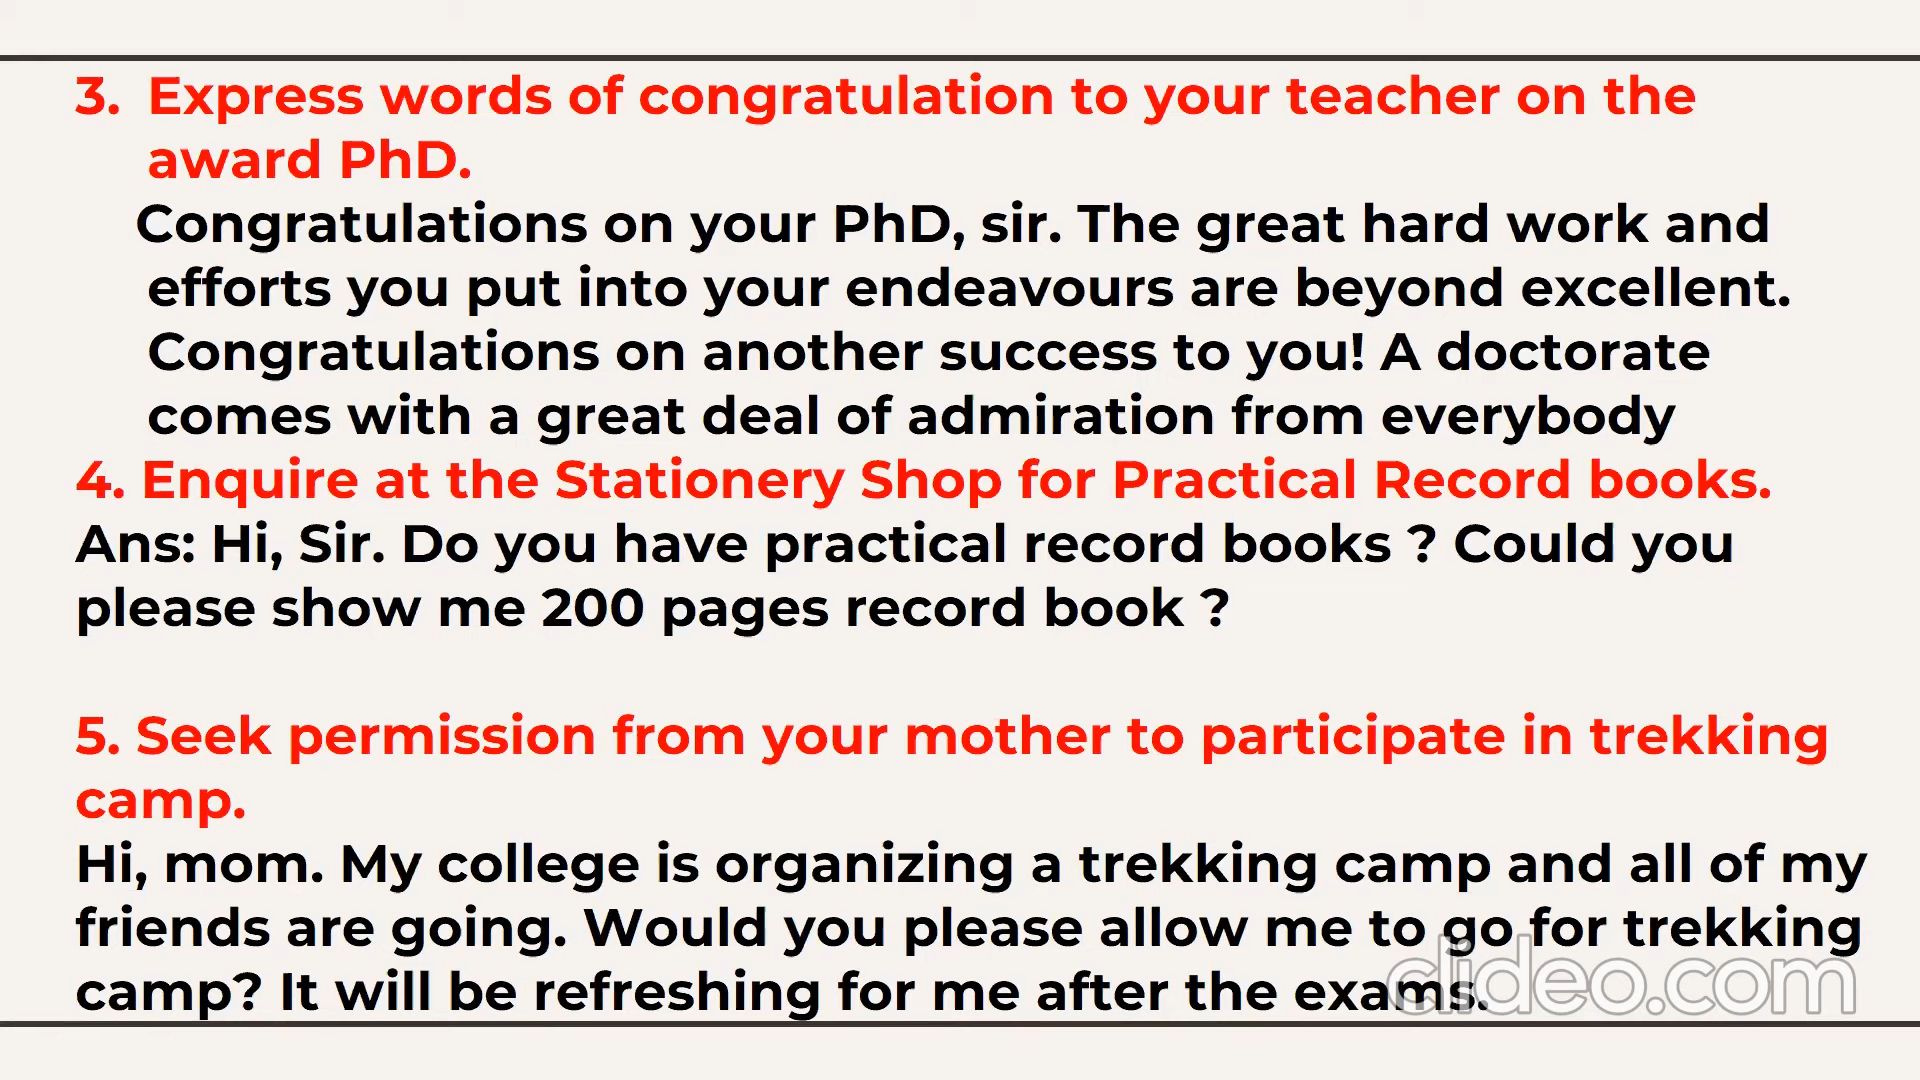 3. Express words of congratulation to your teacher on the
award PhD.
Congratulations on your PhD, sir. The great hard work and
efforts you put into your endeavours are beyond excellent.
Congratulations on another success to you! A doctorate
comes with a great deal of admiration from everybody
4. Enquire at the Stationery Shop for Practical Record books.
Ans: Hi, Sir. Do you have practical record books ? Could you
please show me 200 pages record book ?
5. Seek permission from your mother to participate in trekking
camp.
Hi, mom. My college is organizing a trekking camp and all of my
friends are going. Would you please allow me to go for trekking
camp? It will be refreshing for me after the exams.
clideo.com